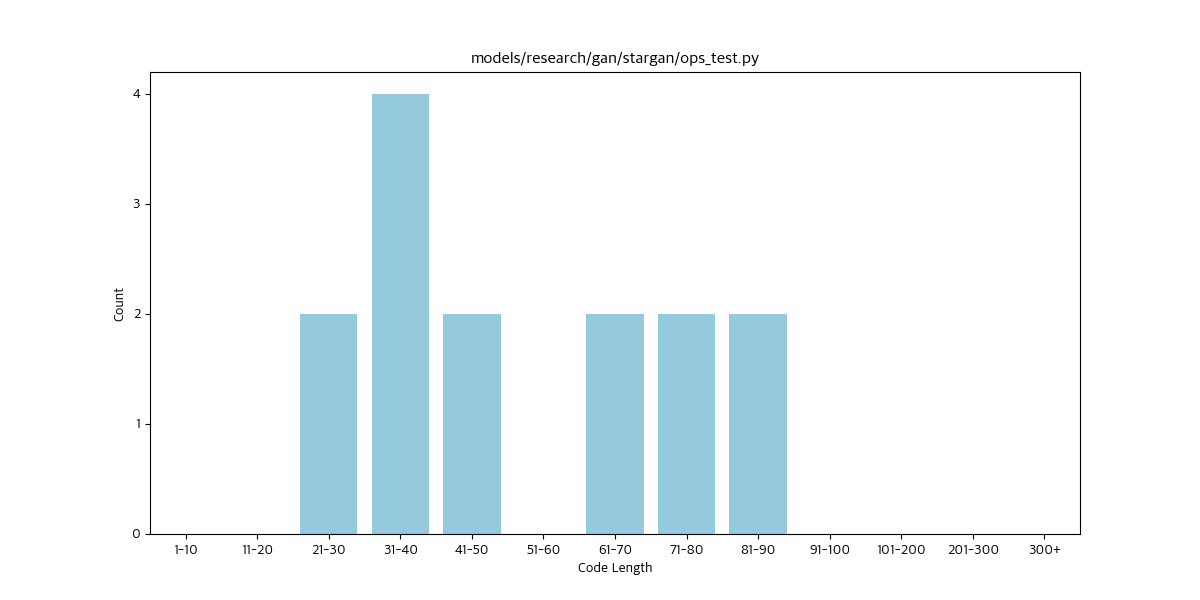 models/research/gan/stargan/ops_test.py
4
3
2
1
0
Count
1-10 11-20 21-30 31-40 41-50 51-60 61-70 71-80 81-90 91-100 101-200 201-300 300+
Code Length